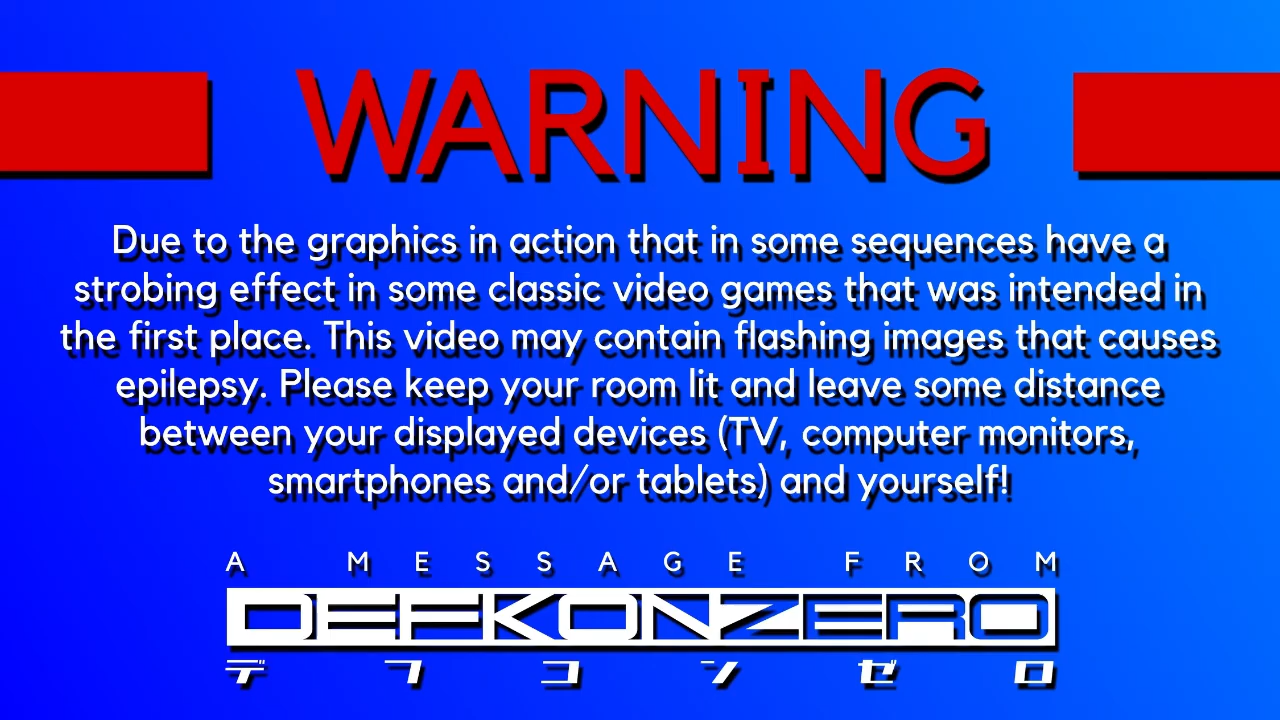 WARNING
Due to the graphics in action that in some sequences have a
strobing effect in some classic video games that was intended in
the first place. This video may contain flashing images that causes
epilepsy. Please keep your room lit and leave some distance
between your displayed devices (TV, computer monitors,
smartphones and/or tablets) and yourself!
A MESSAGE FROM
DEFKONZERO
デフコンゼロ